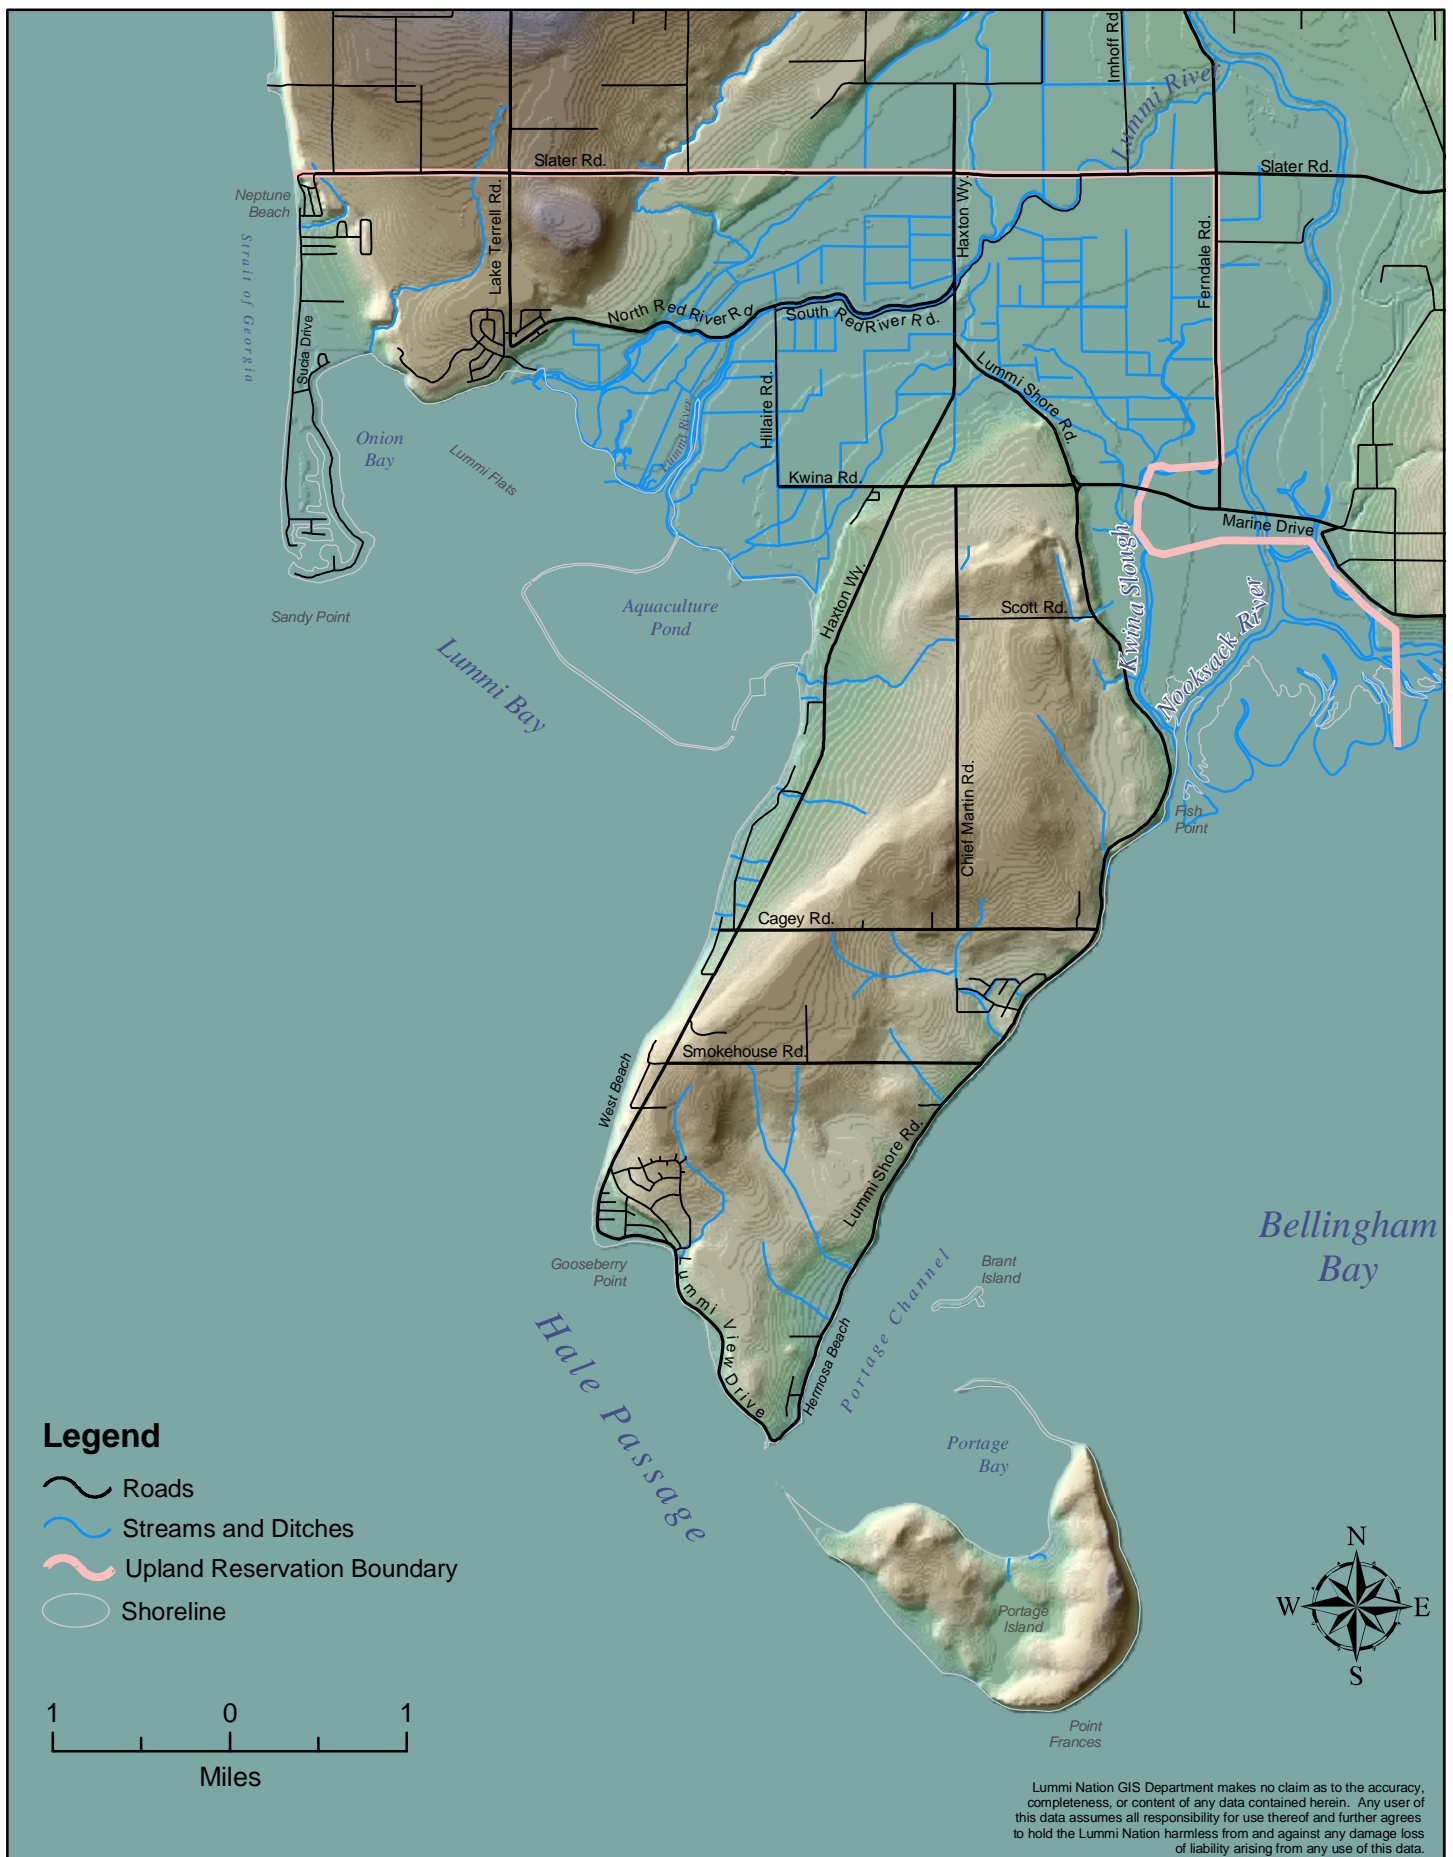 Imhoff Rd
Lummi River
Slater Rd.
Slater Rd.
Neptune
Beach
Strait of Georgia
Lake Terrell Rd.
Haxton Wy.
Ferndale Rd.
Sucia Drive
North Red River Rd
South Red River Rd.
Lummi Shore Rd.
Hillaire Rd.
Lummi River
Onion
Bay
Lummi Flats
Kwina Rd.
Marine Drive
Kwina Slough
Nooksack River
Sandy Point
Aquaculture
Pond
Haxton Wy.
Scott Rd.
Lummi Bay
Chief Martin Rd.
Fish
Point
Cagey Rd.
Smokehouse Rd.
West Beach
Lummi Shore Rd.
Bellingham
Bay
Gooseberry
Point
Lummi View Drive
Hermosa Beach
Portage Channel
Brant
Island
Hale Passage
Portage
Bay
Portage
Island
Point
Frances
Legend
Roads
Streams and Ditches
Upland Reservation Boundary
Shoreline
1 0 1
Miles
N
W E
S
Lummi Nation GIS Department makes no claim as to the accuracy,
completeness, or content of any data contained herein. Any user of
this data assumes all responsibility for use thereof and further agrees
to hold the Lummi Nation harmless from and against any damage loss
of liability arising from any use of this data.